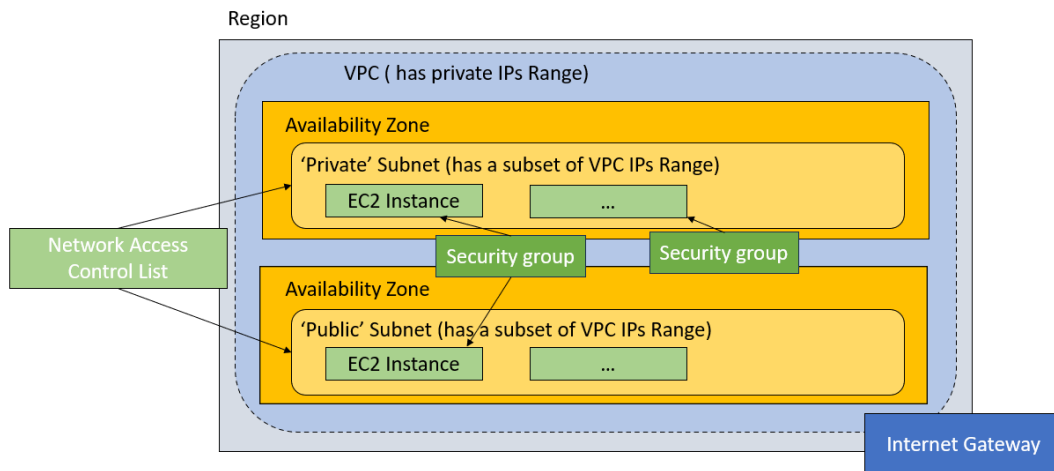 Region
VPC ( has private IPs Range)
Availability Zone
‘Private’ Subnet (has a subset of VPC IPs Range)
EC2 Instance
...
Network Access
Control List
Security group
Security group
Availability Zone
‘Public’ Subnet (has a subset of VPC IPs Range)
EC2 Instance
...
Internet Gateway